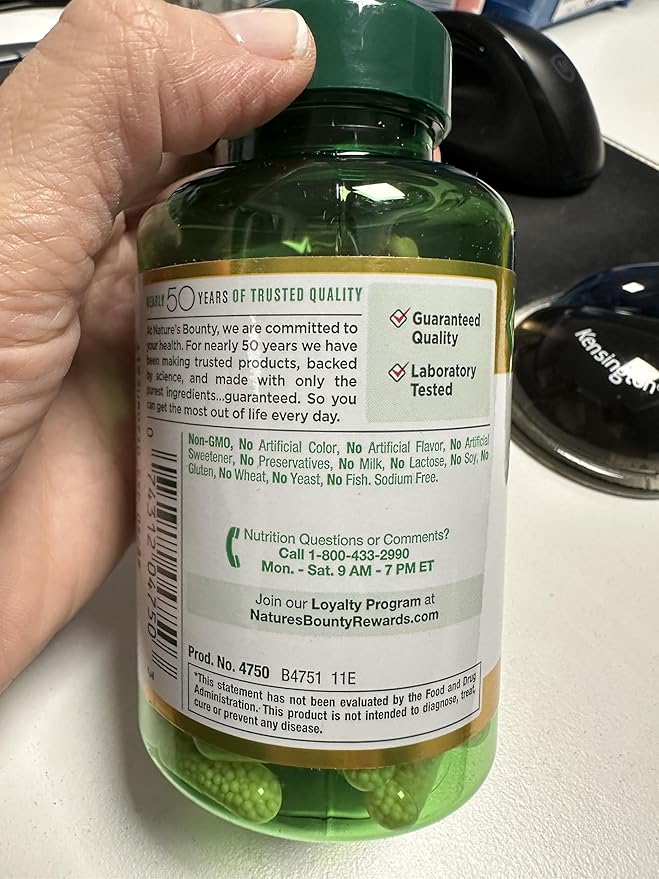 NEARLY 50 YEARS OF TRUSTED QUALITY
At Nature's Bounty, we are committed to
your health. For nearly 50 years we have
been making trusted products, backed
by science, and made with only the
purest ingredients...guaranteed. So you
can get the most out of life every day.
Guaranteed
Quality
Laboratory
Tested
Non-GMO, No Artificial Color, No Artificial Flavor, No Artificial
Sweetener, No Preservatives, No Milk, No Lactose, No Soy, No
Gluten, No Wheat, No Yeast, No Fish. Sodium Free.
Nutrition Questions or Comments?
Call 1-800-433-2990
Mon. - Sat. 9 AM - 7 PM ET
Join our Loyalty Program at
NaturesBountyRewards.com
Prod. No. 4750 B4751 11E
*This statement has not been evaluated by the Food and Drug
Administration. This product is not intended to diagnose, treat,
cure or prevent any disease.
0 74312 04750 3
Kensington